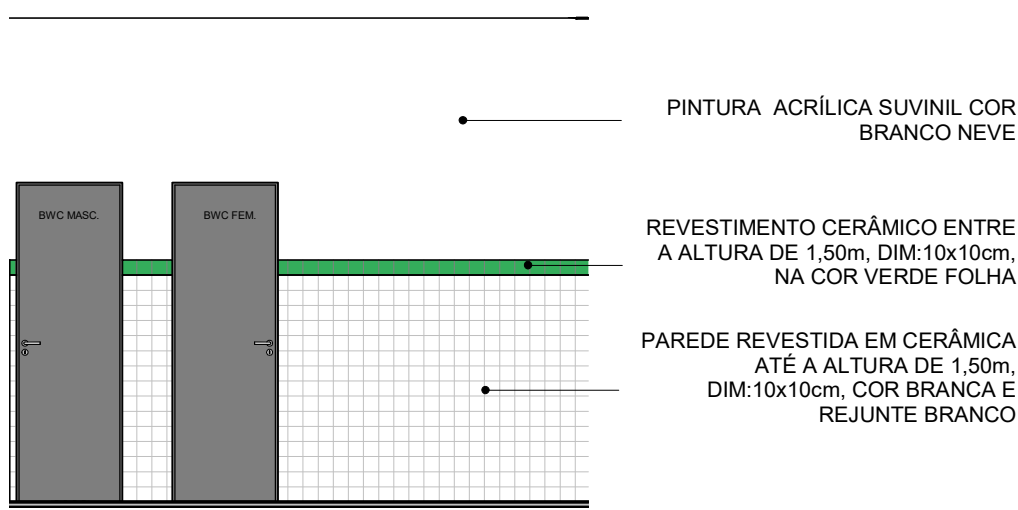 PINTURA ACRÍLICA SUVINIL COR
BRANCO NEVE
BWC MASC.
BWC FEM.
REVESTIMENTO CERÂMICO ENTRE
A ALTURA DE 1,50m, DIM:10x10cm,
NA COR VERDE FOLHA
PAREDE REVESTIDA EM CERÂMICA
ATÉ A ALTURA DE 1,50m,
DIM:10x10cm, COR BRANCA E
REJUNTE BRANCO